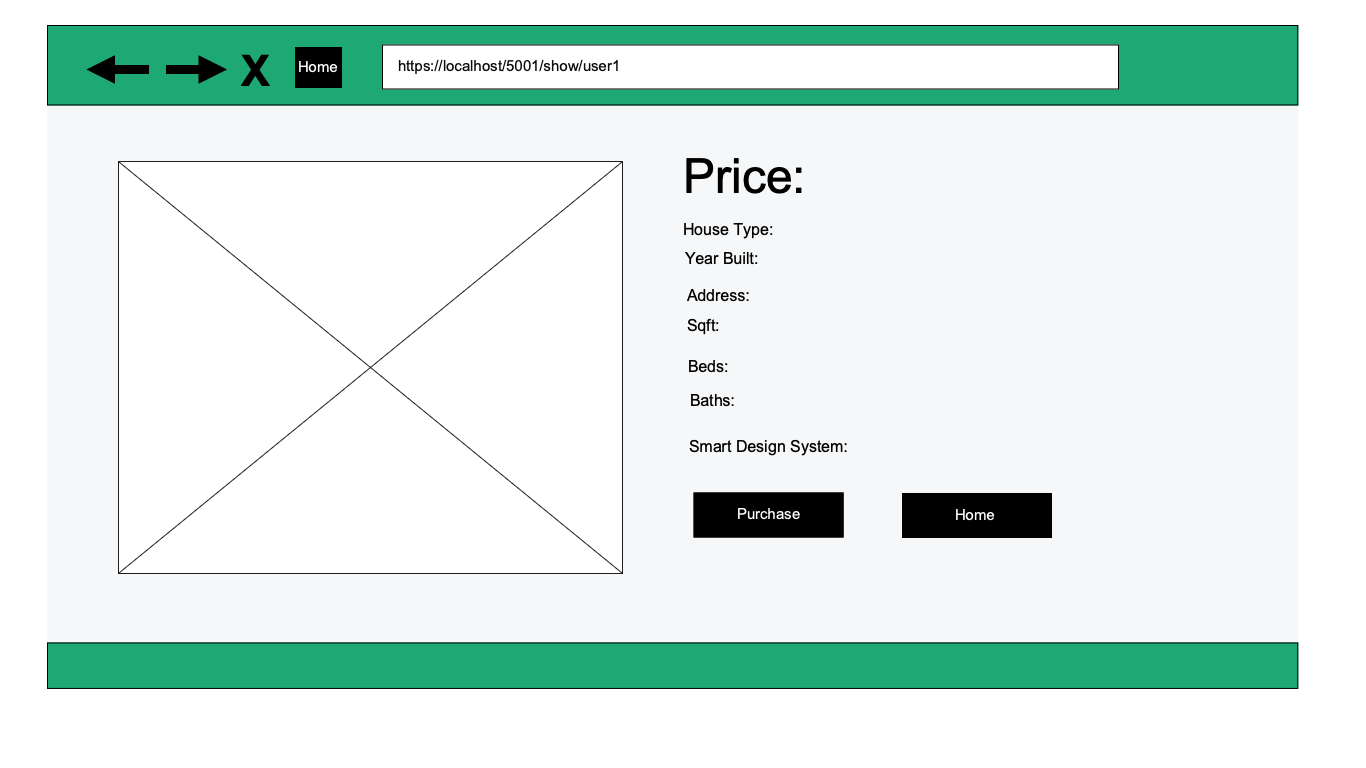 X
Home
https://localhost/5001/show/user1
Price:
House Type:
Year Built:
Address:
Sqft:
Beds:
Baths:
Smart Design System:
Purchase
Home